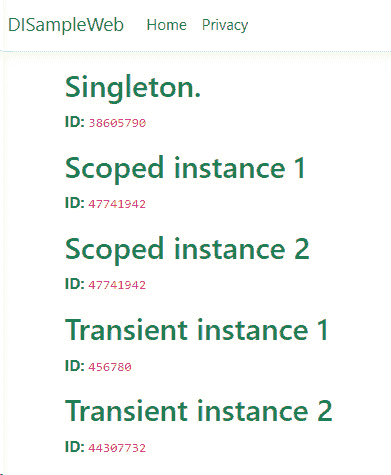 DISampleWeb Home Privacy
Singleton.
ID: 38605790
Scoped instance 1
ID: 47741942
Scoped instance 2
ID: 47741942
Transient instance 1
ID: 456780
Transient instance 2
ID: 44307732